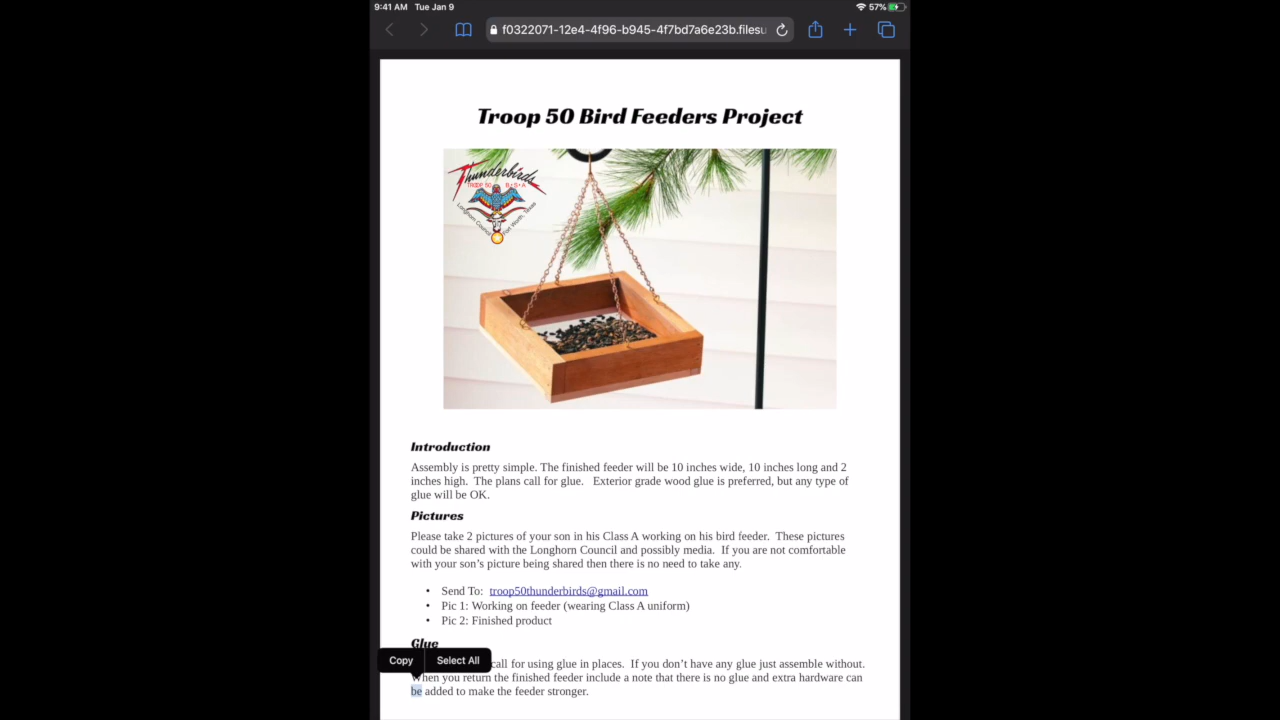 9:41 AM Tue Jan 9
57%
f0322071-12e4-4f96-b945-4f7bd7a6e23b.filesu
Troop 50 Bird Feeders Project
Thunderbirds
TROOP 50 B•S•A
Longhorn Council Fort Worth, Texas
Introduction
Assembly is pretty simple. The finished feeder will be 10 inches wide, 10 inches long and 2
inches high. The plans call for glue. Exterior grade wood glue is preferred, but any type of
glue will be OK.
Pictures
Please take 2 pictures of your son in his Class A working on his bird feeder. These pictures
could be shared with the Longhorn Council and possibly media. If you are not comfortable
with your son's picture being shared then there is no need to take any.
• Send To: troop50thunderbirds@gmail.com
• Pic 1: Working on feeder (wearing Class A uniform)
• Pic 2: Finished product
Glue
Copy Select All
call for using glue in places. If you don't have any glue just assemble without.
When you return the finished feeder include a note that there is no glue and extra hardware can
be added to make the feeder stronger.